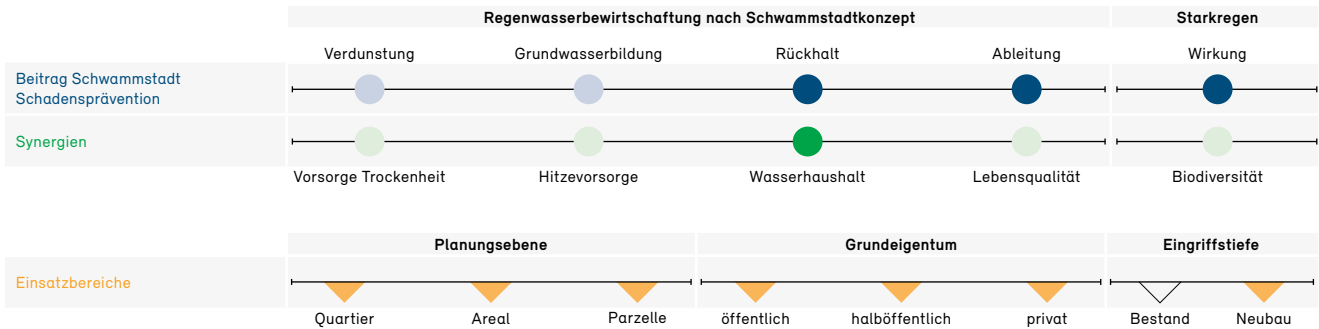 Regenwasserbewirtschaftung nach Schwammstadtkonzept Starkregen
Verdunstung Grundwasserbildung Rückhalt Ableitung Wirkung
Beitrag Schwammstadt
Schadensprävention
Synergien
Vorsorge Trockenheit Hitzevorsorge Wasserhaushalt Lebensqualität Biodiversität
Planungsebene Grundeigentum Eingriffstiefe
Einsatzbereiche
Quartier Areal Parzelle öffentlich halböffentlich privat Bestand Neubau